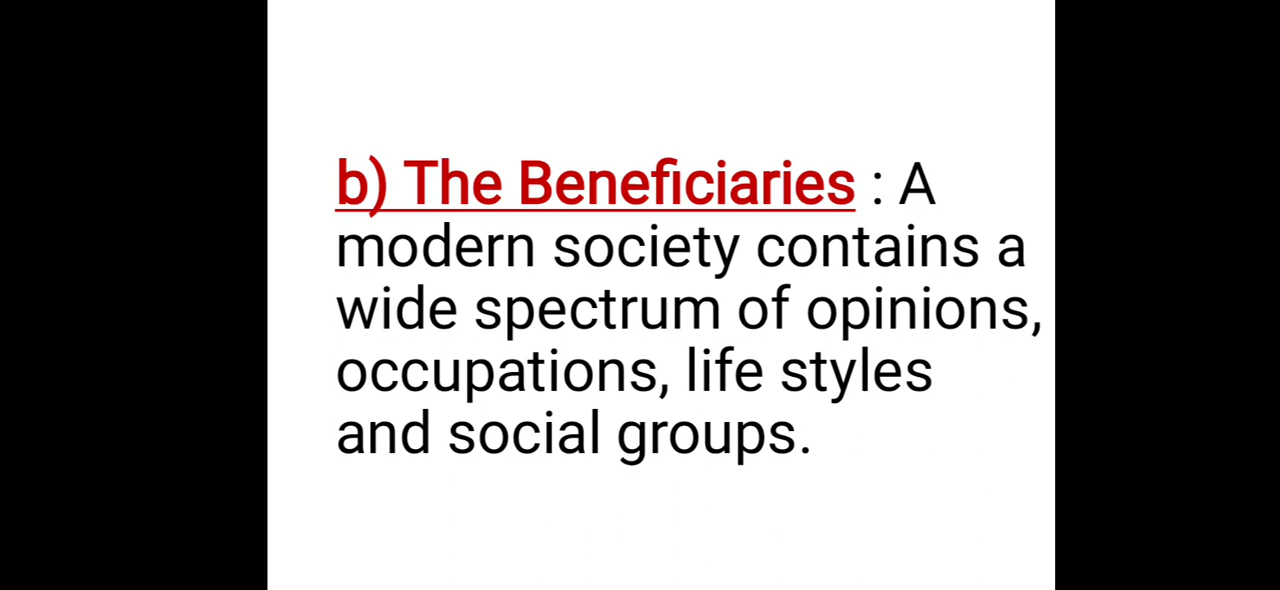 b) The Beneficiaries : A
modern society contains a
wide spectrum of opinions,
occupations, life styles
and social groups.